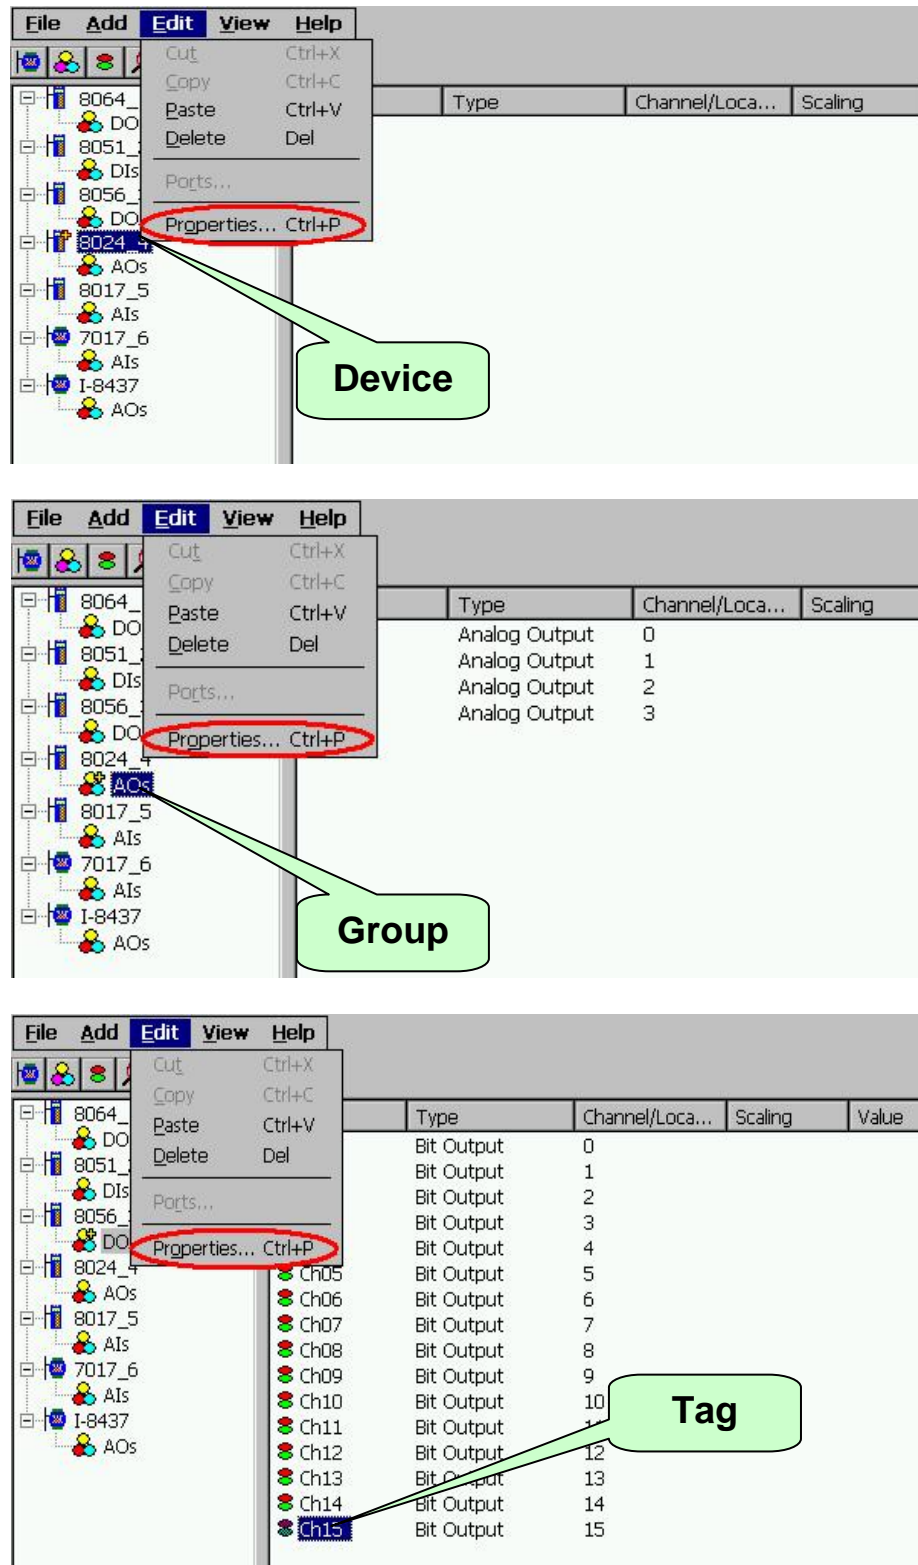 File Add Edit View Help
Cut Ctrl+X
Copy Ctrl+C
Paste Ctrl+V
Delete Del
Ports...
Properties... Ctrl+P
Type Channel/Loca... Scaling
8064_
DO
8051_
DIs
8056_
DO
8024_4
AOs
8017_5
AIs
7017_6
AIs
I-8437
AOs
Device
File Add Edit View Help
Cut Ctrl+X
Copy Ctrl+C
Paste Ctrl+V
Delete Del
Ports...
Properties... Ctrl+P
Type Channel/Loca... Scaling
Analog Output 0
Analog Output 1
Analog Output 2
Analog Output 3
8064_
DO
8051_
DIs
8056_
DO
8024_4
AOs
8017_5
AIs
7017_6
AIs
I-8437
AOs
Group
File Add Edit View Help
Cut Ctrl+X
Copy Ctrl+C
Paste Ctrl+V
Delete Del
Ports...
Properties... Ctrl+P
8064_
DO
8051_
DIs
8056_
DO
8024_4
AOs
8017_5
AIs
7017_6
AIs
I-8437
AOs
Type Channel/Loca... Scaling Value
Bit Output 0
Bit Output 1
Bit Output 2
Bit Output 3
Bit Output 4
Ch05 Bit Output 5
Ch06 Bit Output 6
Ch07 Bit Output 7
Ch08 Bit Output 8
Ch09 Bit Output 9
Ch10 Bit Output 10
Ch11 Bit Output
Ch12 Bit Output 12
Ch13 Bit Output 13
Ch14 Bit Output 14
Ch15 Bit Output 15
Tag